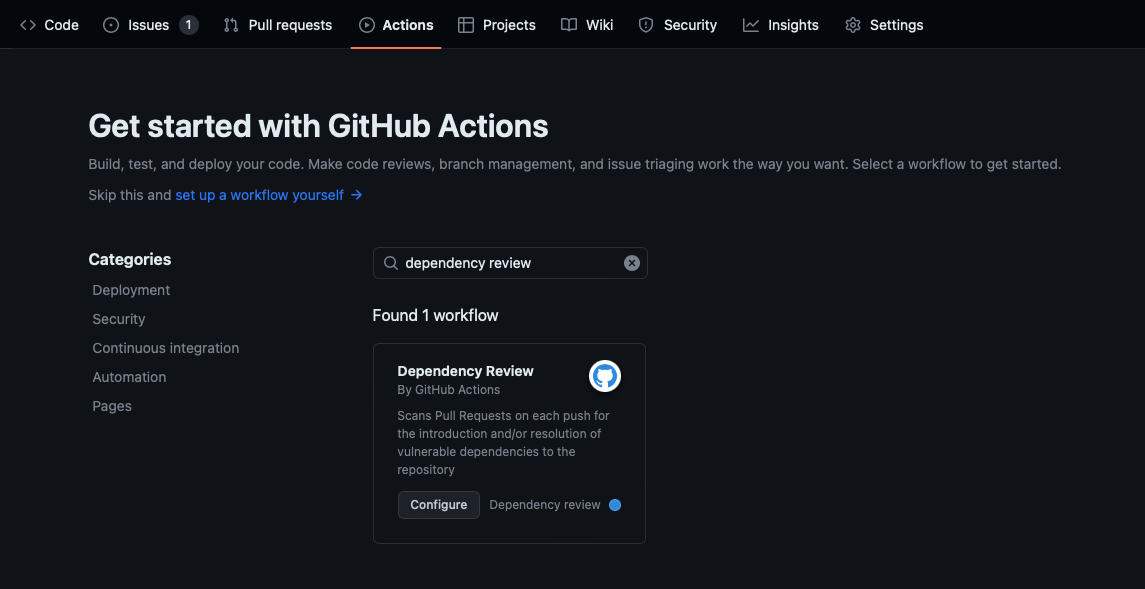 Code Issues 1 Pull requests Actions Projects Wiki Security Insights Settings
Get started with GitHub Actions
Build, test, and deploy your code. Make code reviews, branch management, and issue triaging work the way you want. Select a workflow to get started.
Skip this and set up a workflow yourself →
Categories
Deployment
Security
Continuous integration
Automation
Pages
dependency review
Found 1 workflow
Dependency Review
By GitHub Actions
Scans Pull Requests on each push for
the introduction and/or resolution of
vulnerable dependencies to the
repository
Configure Dependency review